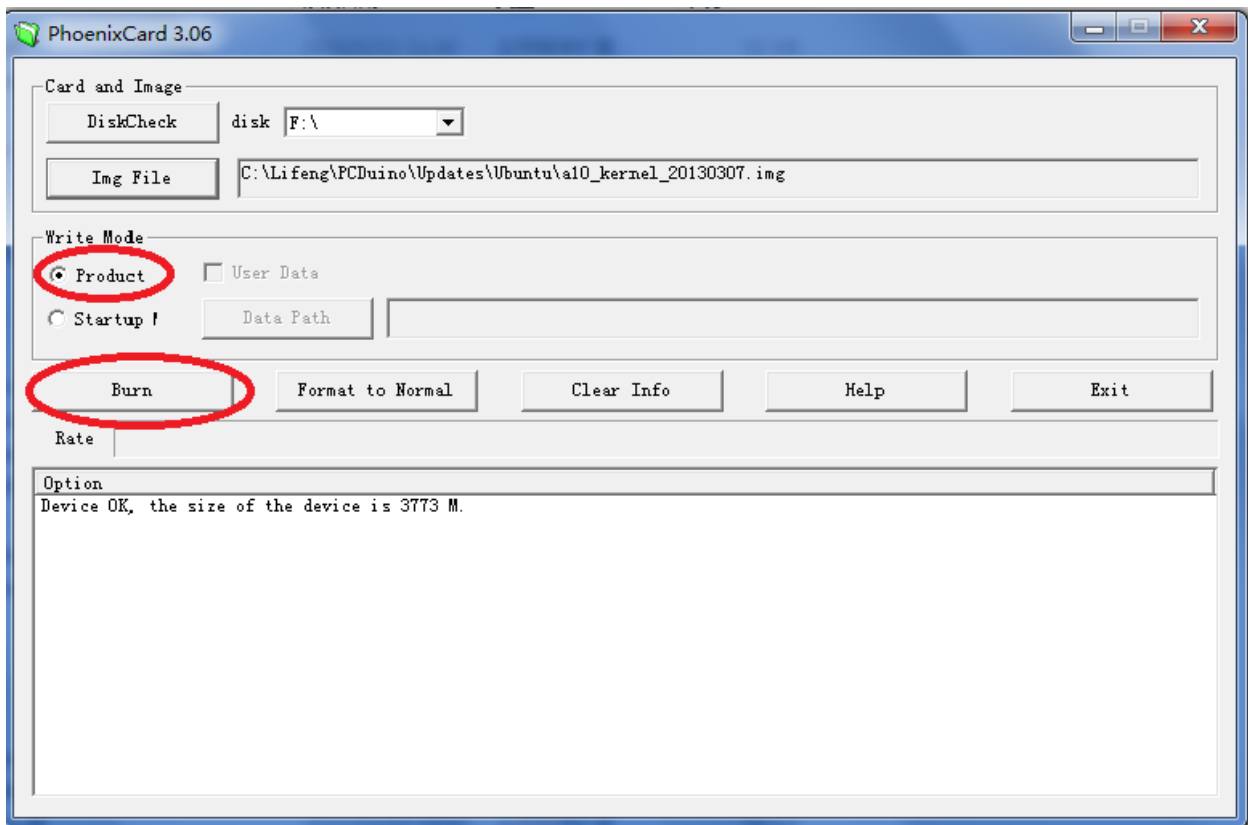 PhoenixCard 3.06
Card and Image
DiskCheck disk F:\
Img File C:\Lifeng\PCDuino\Updates\Ubuntu\a10_kernel_20130307.img
Write Mode
Product User Data
Startup Data Path
Burn Format to Normal Clear Info Help Exit
Rate
Option
Device OK, the size of the device is 3773 M.